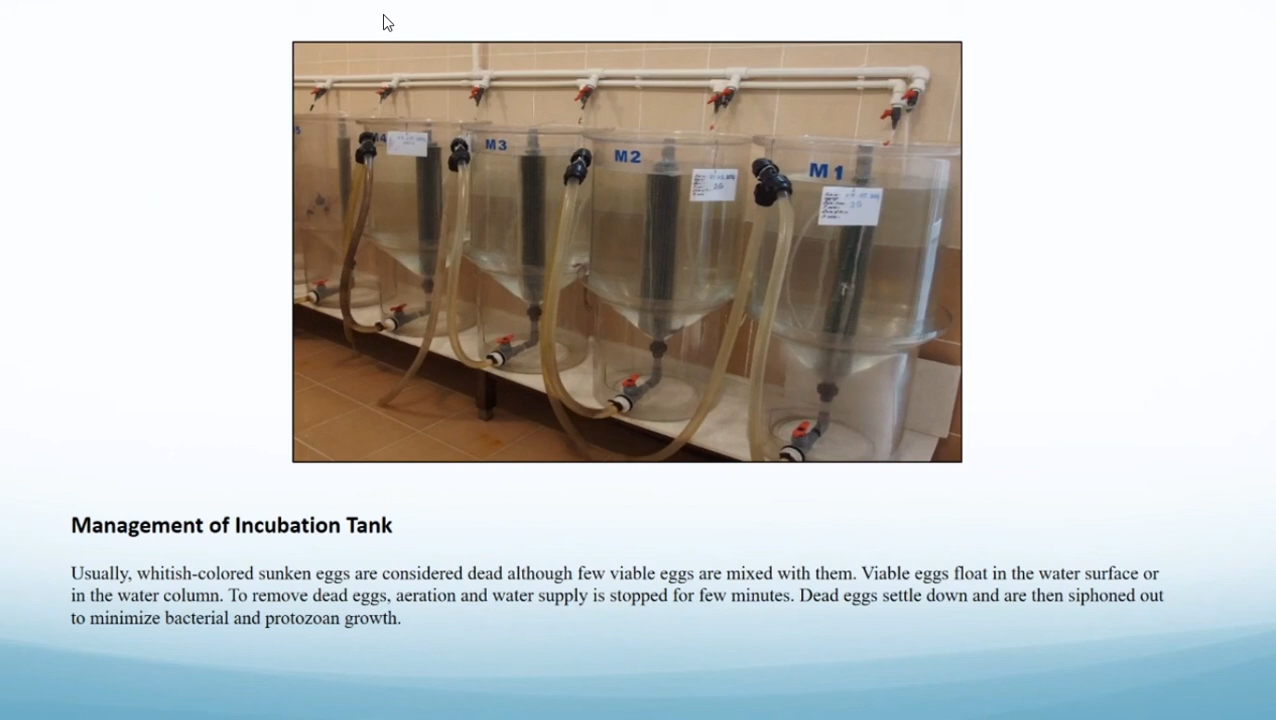 M3
M2
M1
Management of Incubation Tank
Usually, whitish-colored sunken eggs are considered dead although few viable eggs are mixed with them. Viable eggs float in the water surface or
in the water column. To remove dead eggs, aeration and water supply is stopped for few minutes. Dead eggs settle down and are then siphoned out
to minimize bacterial and protozoan growth.